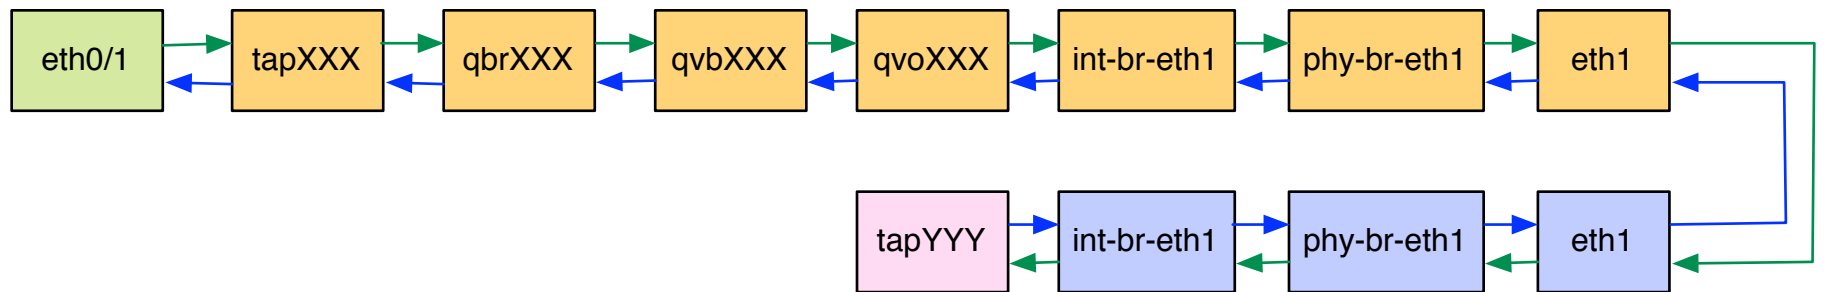 eth0/1 tapXXX qbrXXX qvbXXX qvoXXX int-br-eth1 phy-br-eth1 eth1
tapYYY int-br-eth1 phy-br-eth1 eth1